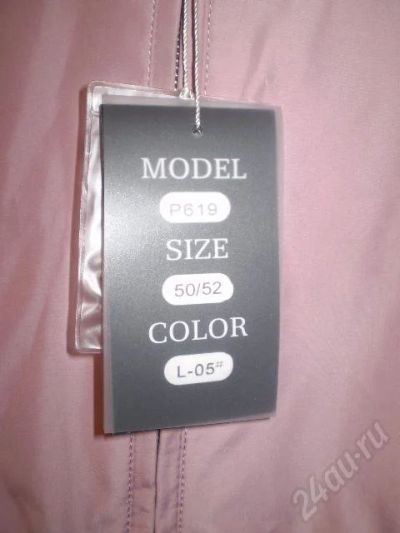 MODEL
P619
SIZE
50/52
COLOR
L-05#
24au.ru